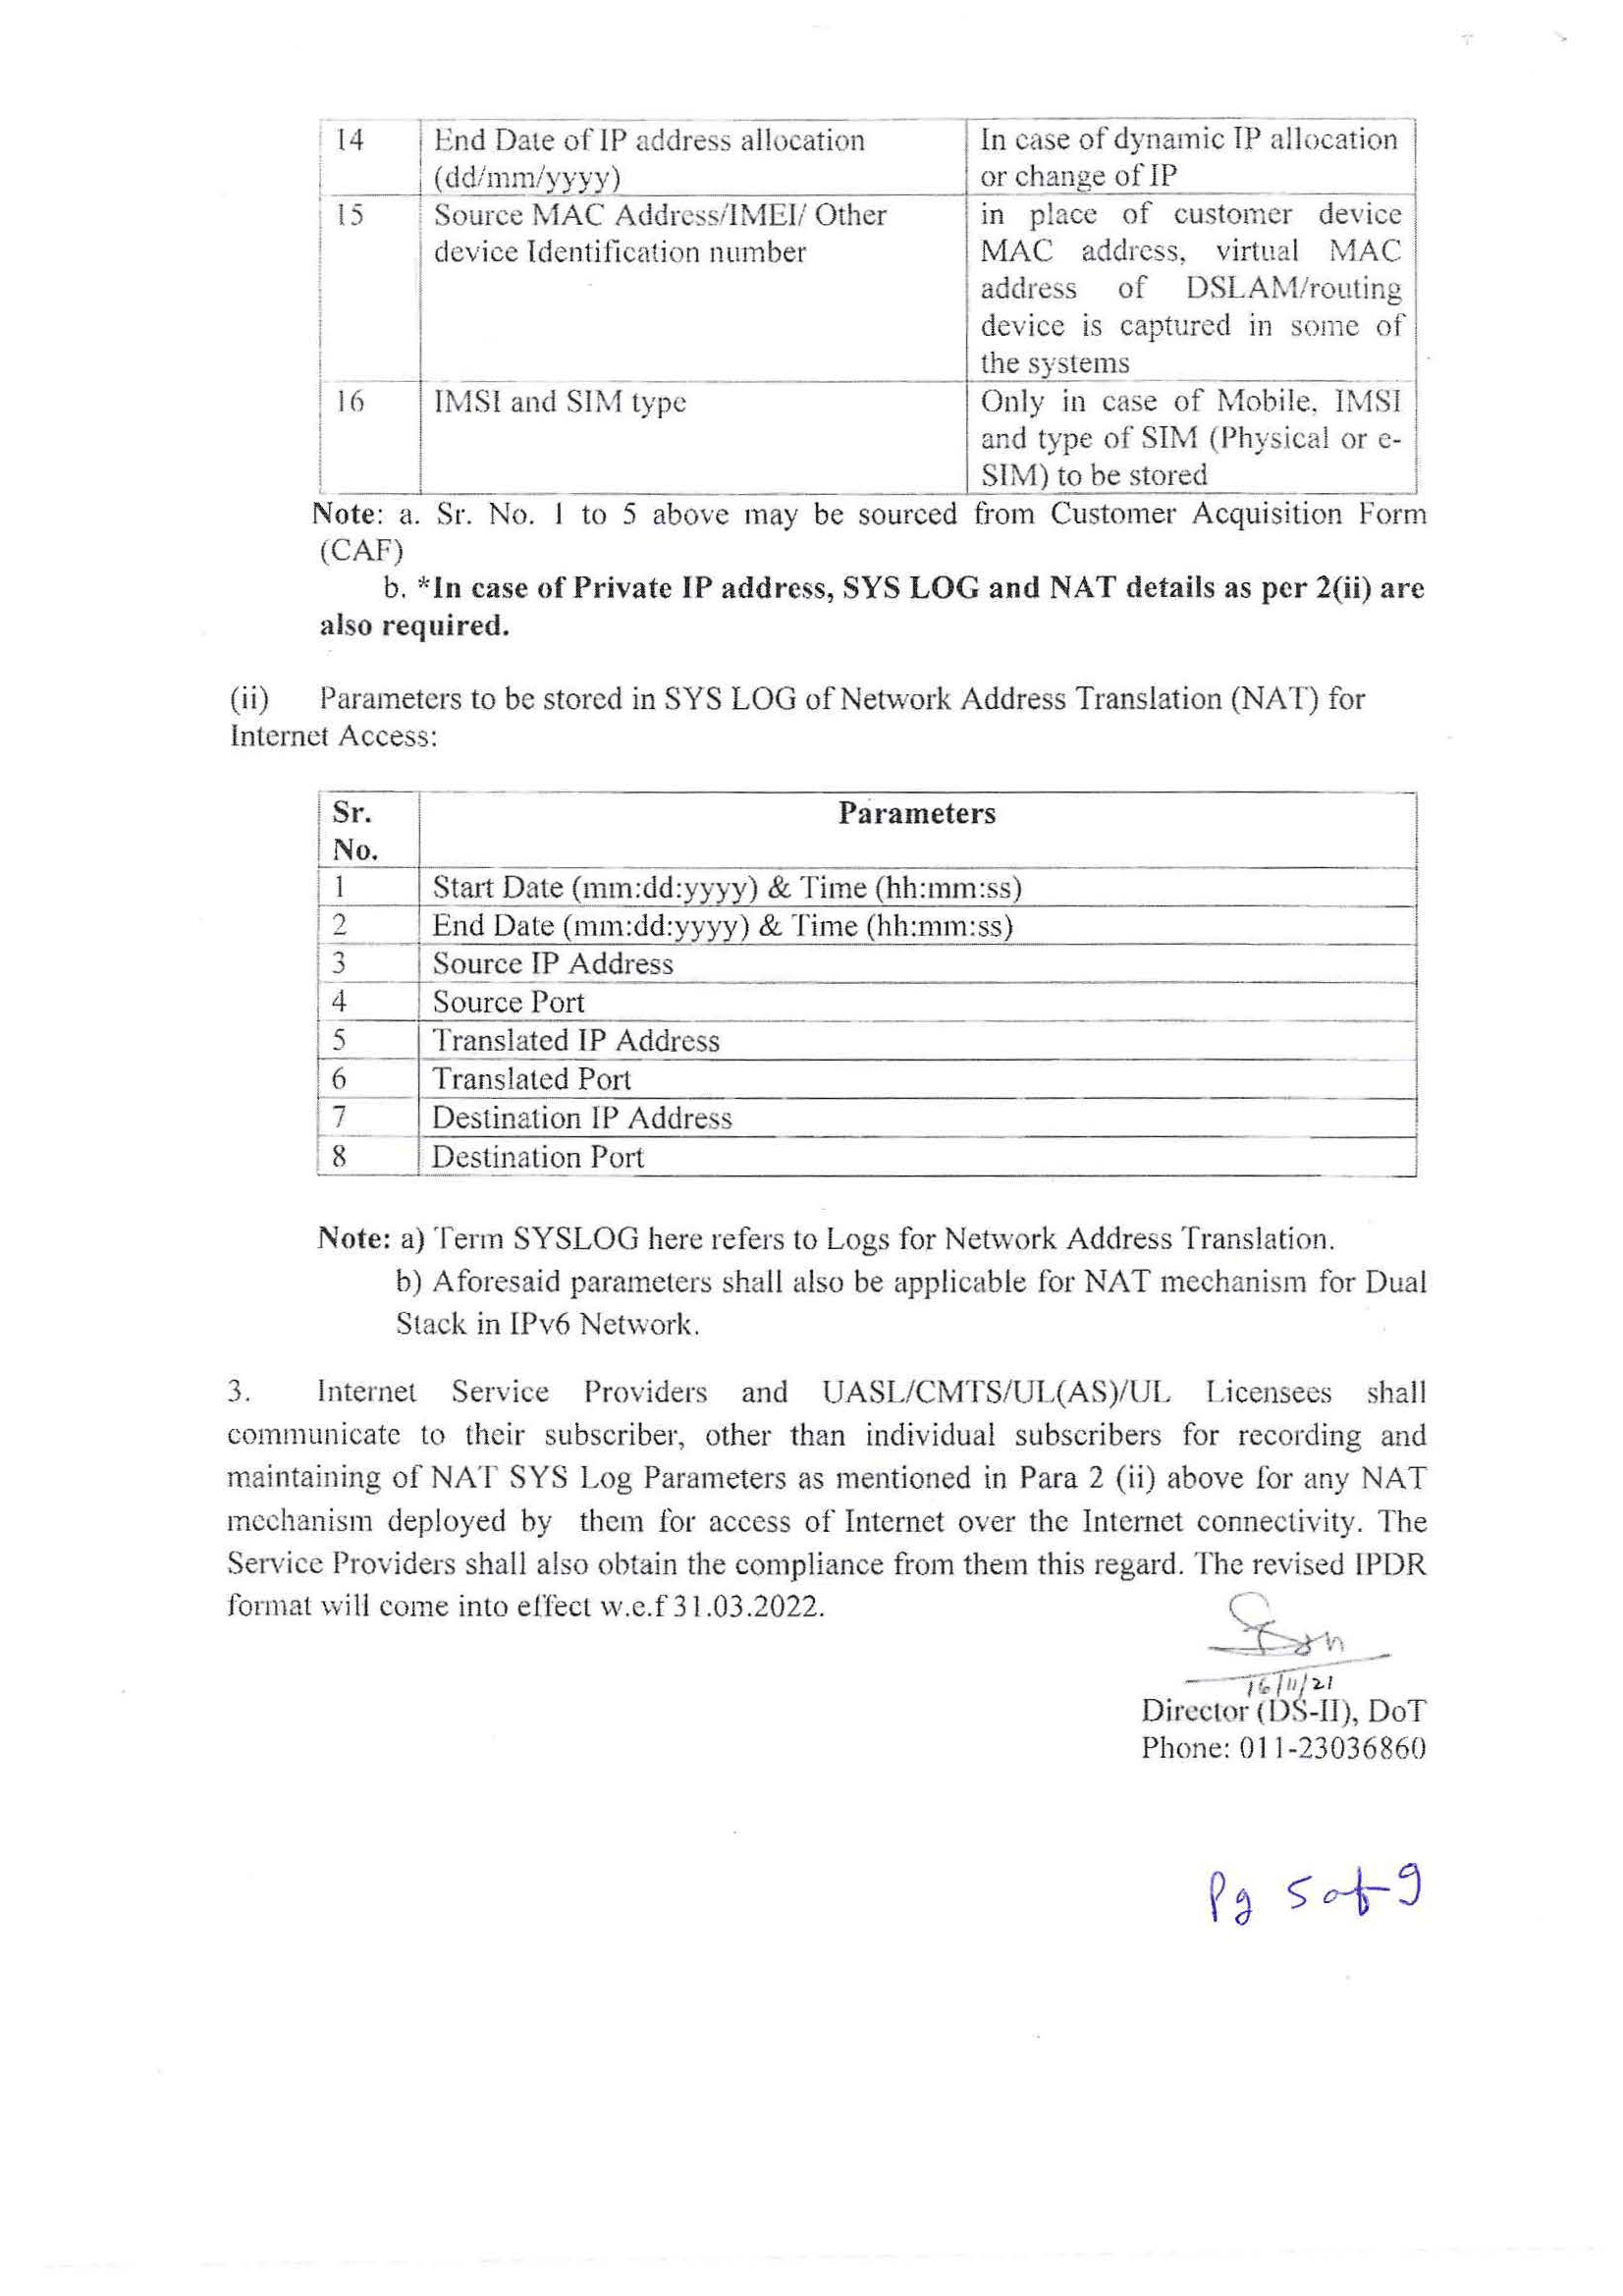 14 End Date of IP address allocation In case of dynamic IP allocation
(dd/mm/yyyy) or change of IP
15 Source MAC Address/IMEI/ Other in place of customer device
device Identification number MAC address, virtual MAC
address of DSLAM/routing
device is captured in some of
the systems
16 IMSI and SIM type Only in case of Mobile, IMSI
and type of SIM (Physical or e-
SIM) to be stored
Note: a. Sr. No. 1 to 5 above may be sourced from Customer Acquisition Form
(CAF)
b. *In case of Private IP address, SYS LOG and NAT details as per 2(ii) are
also required.
(ii) Parameters to be stored in SYS LOG of Network Address Translation (NAT) for
Internet Access:
Sr. Parameters
No.
1 Start Date (mm:dd:yyyy) & Time (hh:mm:ss)
2 End Date (mm:dd:yyyy) & Time (hh:mm:ss)
3 Source IP Address
4 Source Port
5 Translated IP Address
6 Translated Port
7 Destination IP Address
8 Destination Port
Note: a) Term SYSLOG here refers to Logs for Network Address Translation.
b) Aforesaid parameters shall also be applicable for NAT mechanism for Dual
Stack in IPv6 Network.
3. Internet Service Providers and UASL/CMTS/UL(AS)/UL Licensees shall
communicate to their subscriber, other than individual subscribers for recording and
maintaining of NAT SYS Log Parameters as mentioned in Para 2 (ii) above for any NAT
mechanism deployed by them for access of Internet over the Internet connectivity. The
Service Providers shall also obtain the compliance from them this regard. The revised IPDR
format will come into effect w.e.f 31.03.2022.
16/11/21
Director (DS-II), DoT
Phone: 011-23036860
Pg 5 of 9